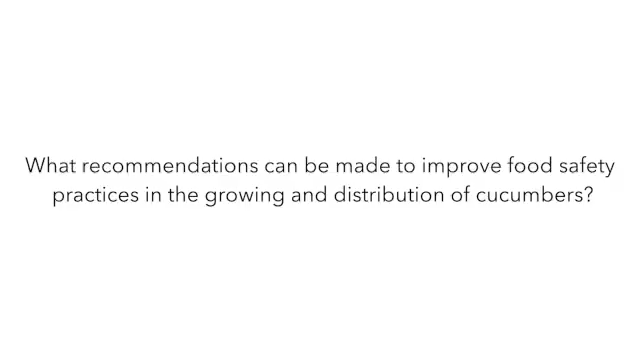 What recommendations can be made to improve food safety
practices in the growing and distribution of cucumbers?